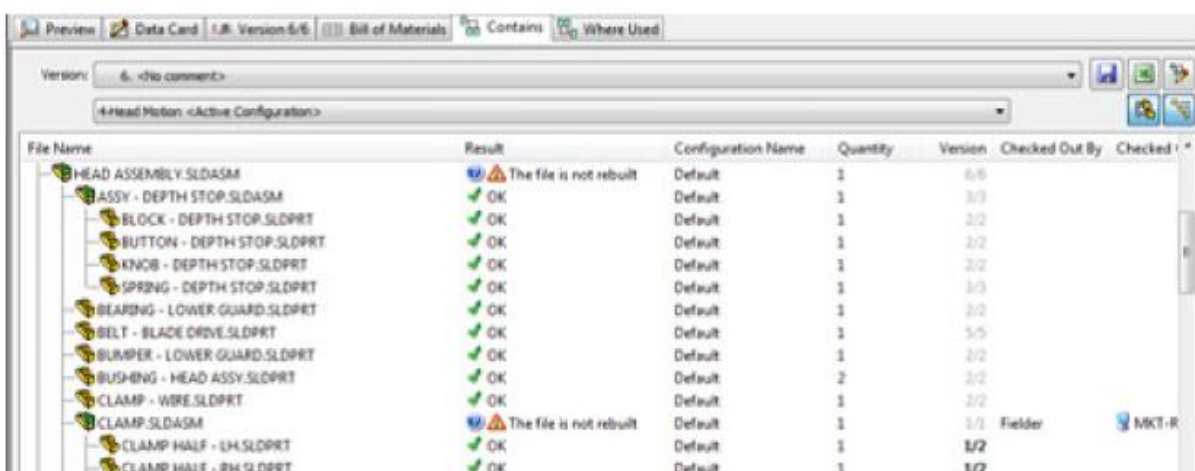 Preview Data Card Version 6/6 Bill of Materials Contains Where Used
Version: 6. <No comment>
4-Head Motion <Active Configuration>
File Name Result Configuration Name Quantity Version Checked Out By Checked
HEAD ASSEMBLY.SLDASM The file is not rebuilt Default 1 6/6
ASSY - DEPTH STOP.SLDASM OK Default 1 3/3
BLOCK - DEPTH STOP.SLDPRT OK Default 1 2/2
BUTTON - DEPTH STOP.SLDPRT OK Default 1 2/2
KNOB - DEPTH STOP.SLDPRT OK Default 1 2/2
SPRING - DEPTH STOP.SLDPRT OK Default 1 3/3
BEARING - LOWER GUARD.SLDPRT OK Default 1 2/2
BELT - BLADE DRIVE.SLDPRT OK Default 1 5/5
BUMPER - LOWER GUARD.SLDPRT OK Default 1 2/2
BUSHING - HEAD ASSY.SLDPRT OK Default 2 2/2
CLAMP - WIRE.SLDPRT OK Default 1 2/2
CLAMP.SLDASM The file is not rebuilt Default 1 1/1 Fielder MKT-R
CLAMP HALF - LH.SLDPRT OK Default 1 1/2
CLAMP HALF - RH.SLDPRT OK Default 1 1/2